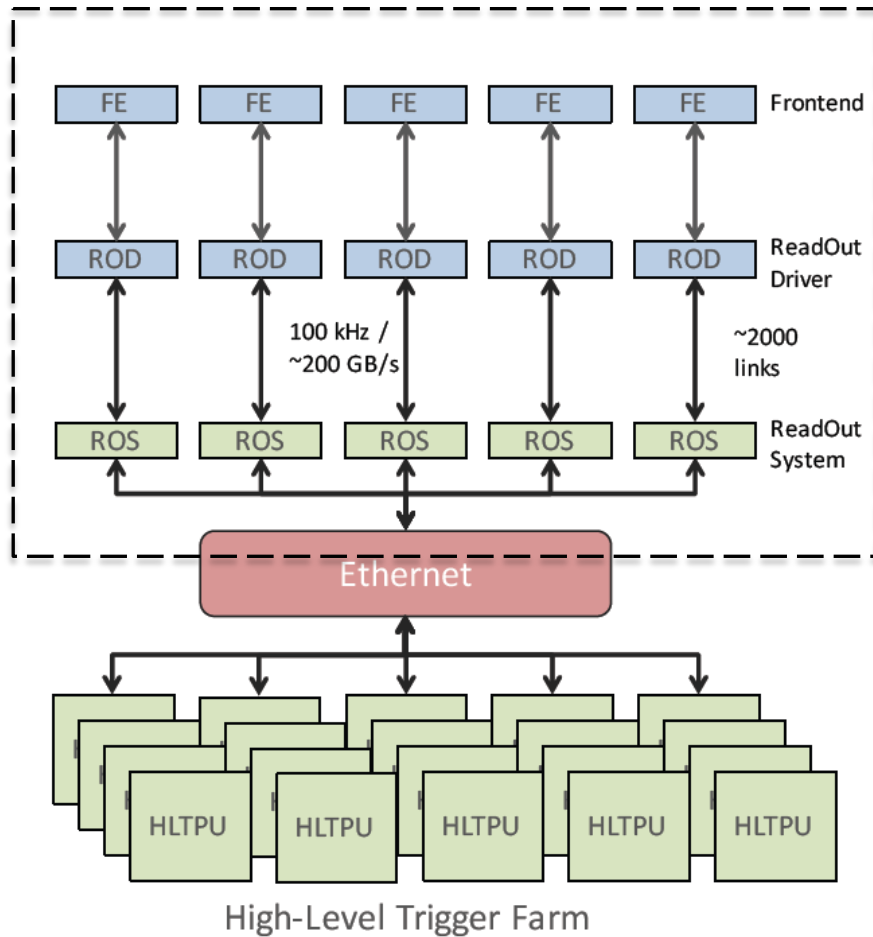 FE FE FE FE FE Frontend
ROD ROD ROD ROD ROD ReadOut
Driver
100 kHz /
~200 GB/s
~2000
links
ROS ROS ROS ROS ROS ReadOut
System
Ethernet
HLTPU HLTPU HLTPU HLTPU HLTPU
High-Level Trigger Farm